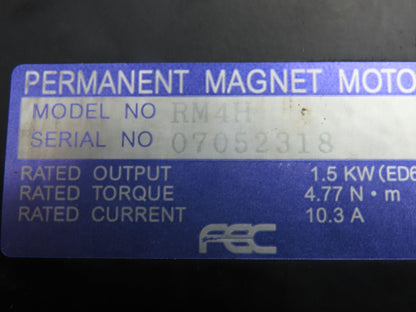 PERMANENT MAGNET MOTO
MODEL NO RM4H
SERIAL NO 07052318
RATED OUTPUT 1.5 KW(ED6
RATED TORQUE 4.77 N・m
RATED CURRENT 10.3 A
FEC